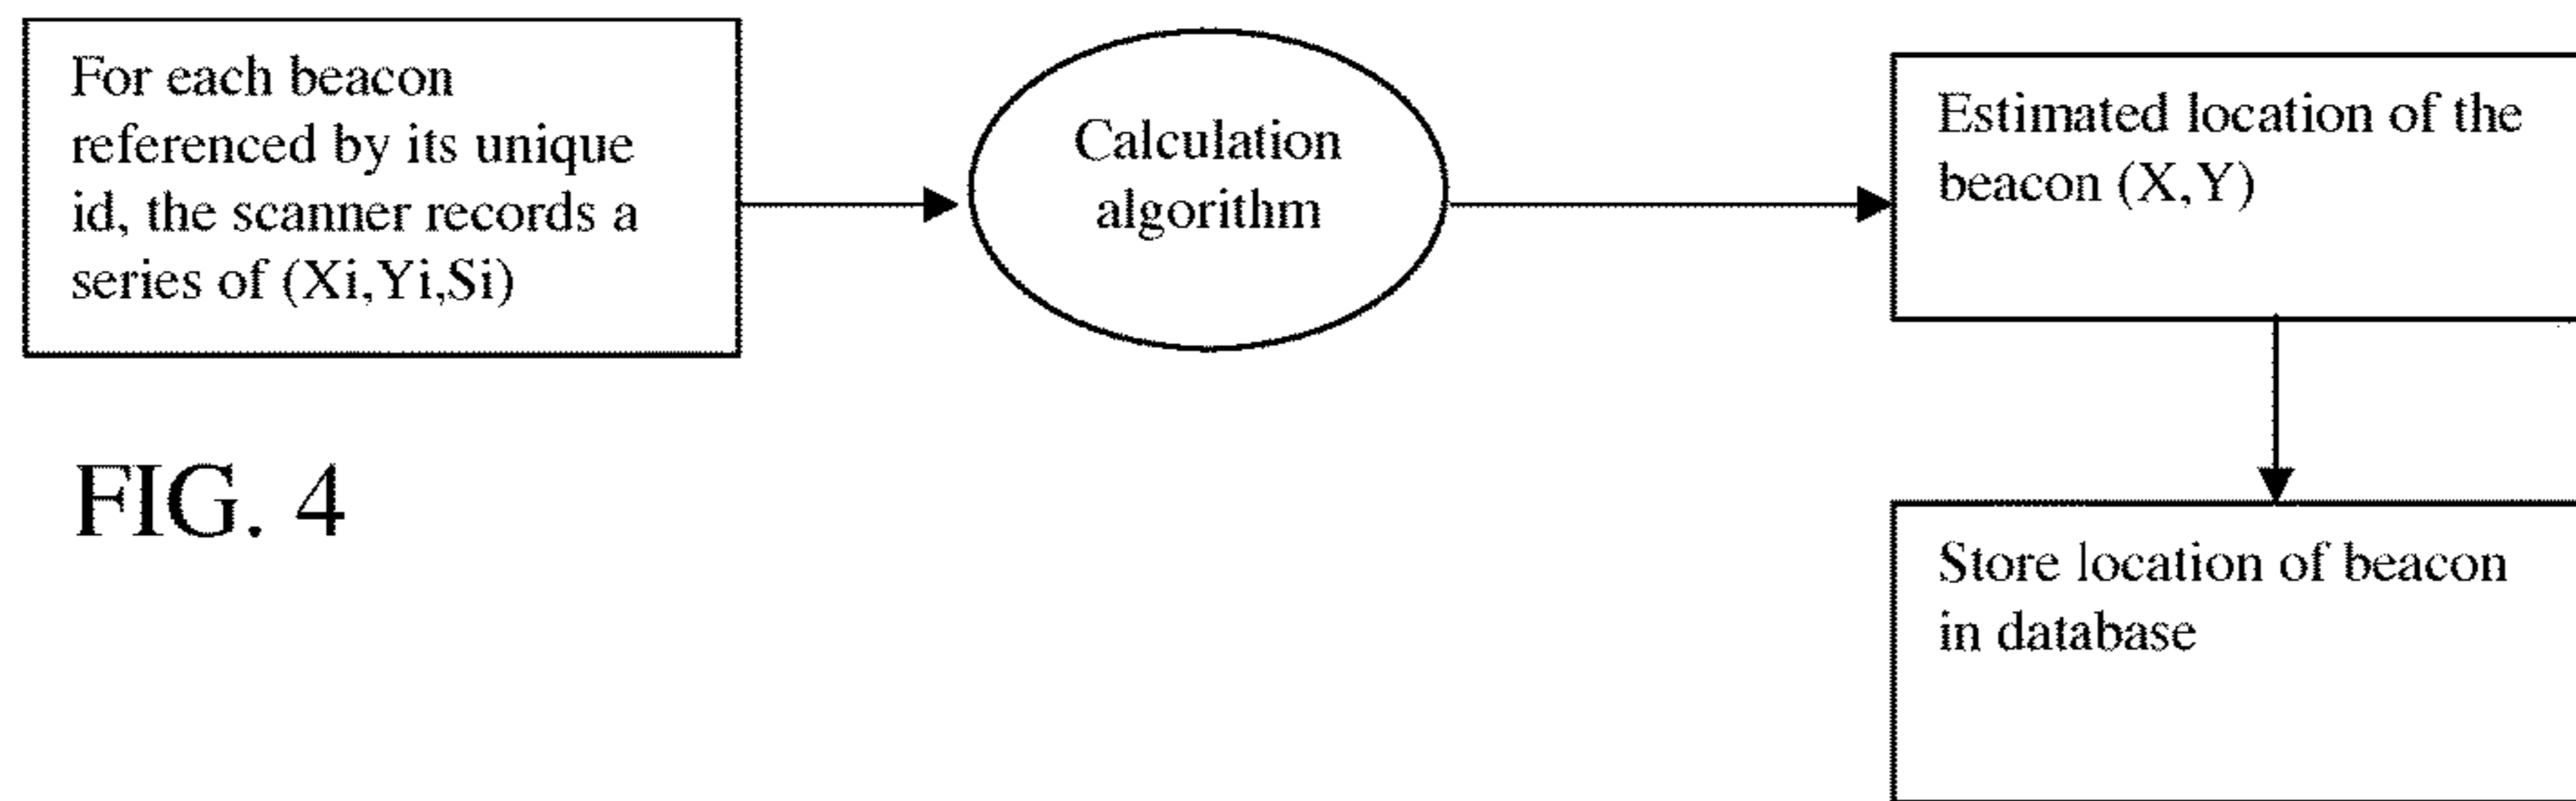 For each beacon
referenced by its unique
id, the scanner records a
series of (Xi,Yi,Si)
Calculation
algorithm
Estimated location of the
beacon (X,Y)
Store location of beacon
in database
FIG. 4